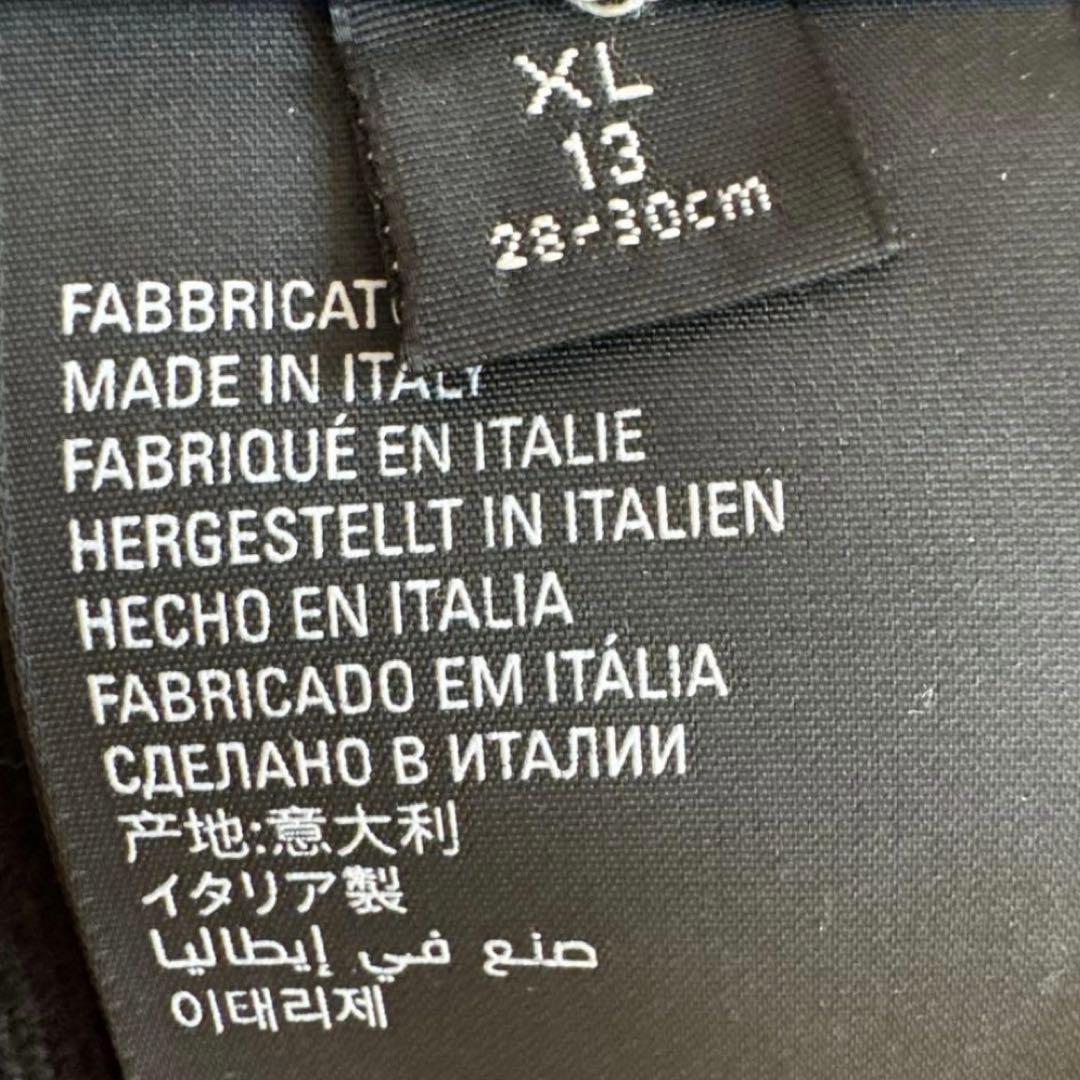 XL
13
28-30cm
FABBRICAT
MADE IN ITALY
FABRIQUÉ EN ITALIE
HERGESTELLT IN ITALIEN
HECHO EN ITALIA
FABRICADO EM ITÁLIA
СДЕЛАНО В ИТАЛИИ
产地:意大利
イタリア製
صنع في إيطاليا
이태리제